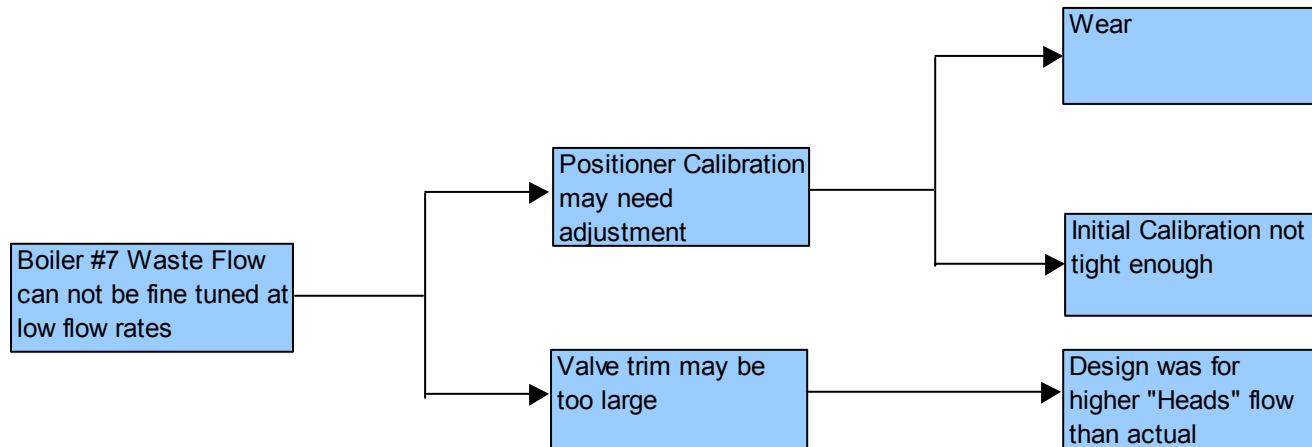 Wear
Positioner Calibration
may need
adjustment
Boiler #7 Waste Flow
can not be fine tuned at
low flow rates
Initial Calibration not
tight enough
Valve trim may be
too large
Design was for
higher "Heads" flow
than actual